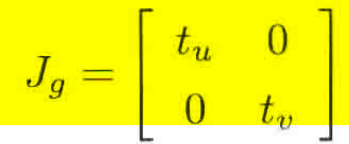 J_g = [ t_u 0
0 t_v ]